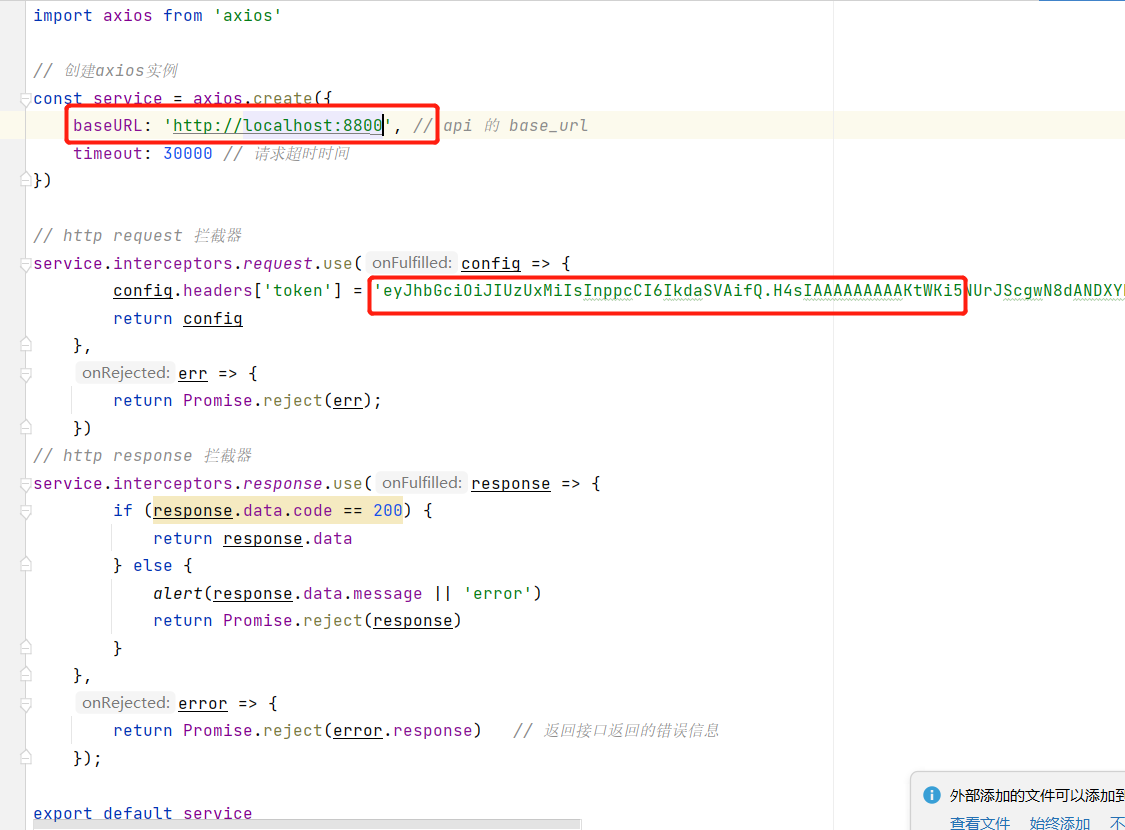 import axios from 'axios'
// 创建axios实例
const service = axios.create({
baseURL: 'http://localhost:8800', // api 的 base_url
timeout: 30000 // 请求超时时间
})
// http request 拦截器
service.interceptors.request.use( onFulfilled: config => {
config.headers['token'] = 'eyJhbGciOiJIUzUxMiIsInppcCI6IkdaSVAifQ.H4sIAAAAAAAAAKtWKi5NUrJScgwN8dANDXY
return config
},
onRejected: err => {
return Promise.reject(err);
})
// http response 拦截器
service.interceptors.response.use( onFulfilled: response => {
if (response.data.code == 200) {
return response.data
} else {
alert(response.data.message || 'error')
return Promise.reject(response)
}
},
onRejected: error => {
return Promise.reject(error.response) // 返回接口返回的错误信息
});
export default service
外部添加的文件可以添加到
查看文件 始终添加 不